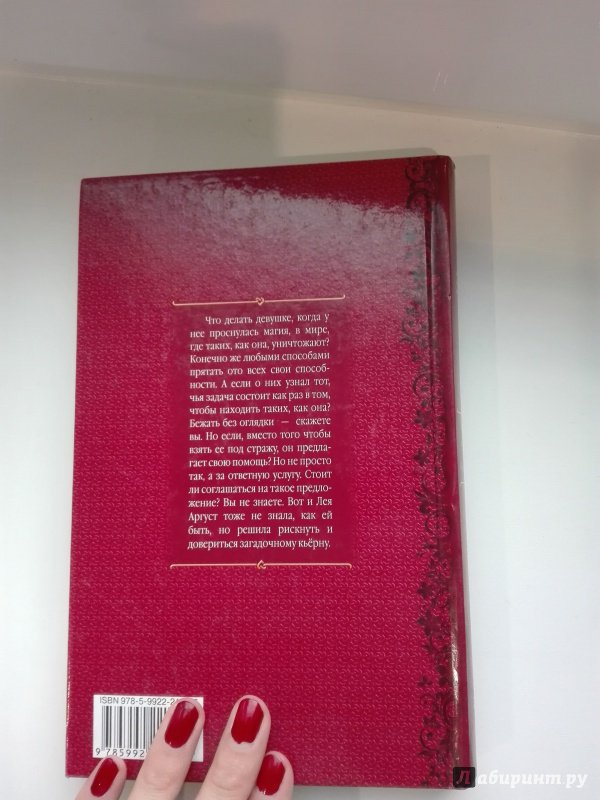 Что делать девушке, когда у
нее проснулась магия, в мире,
где таких, как она, уничтожают?
Конечно же любыми способами
прятать ото всех свои способ-
ности. А если о них узнал тот,
чья задача состоит как раз в том,
чтобы находить таких, как она?
Бежать без оглядки — скажете
вы. Но если, вместо того чтобы
взять ее под стражу, он предла-
гает свою помощь? Но не просто
так, а за ответную услугу. Стоит
ли соглашаться на такое предло-
жение? Вы не знаете. Вот и Лея
Аргуст тоже не знала, как ей
быть, но решила рискнуть и
довериться загадочному кьёрну.
ISBN 978-5-9922-2
9 785992
Лабиринт.ру